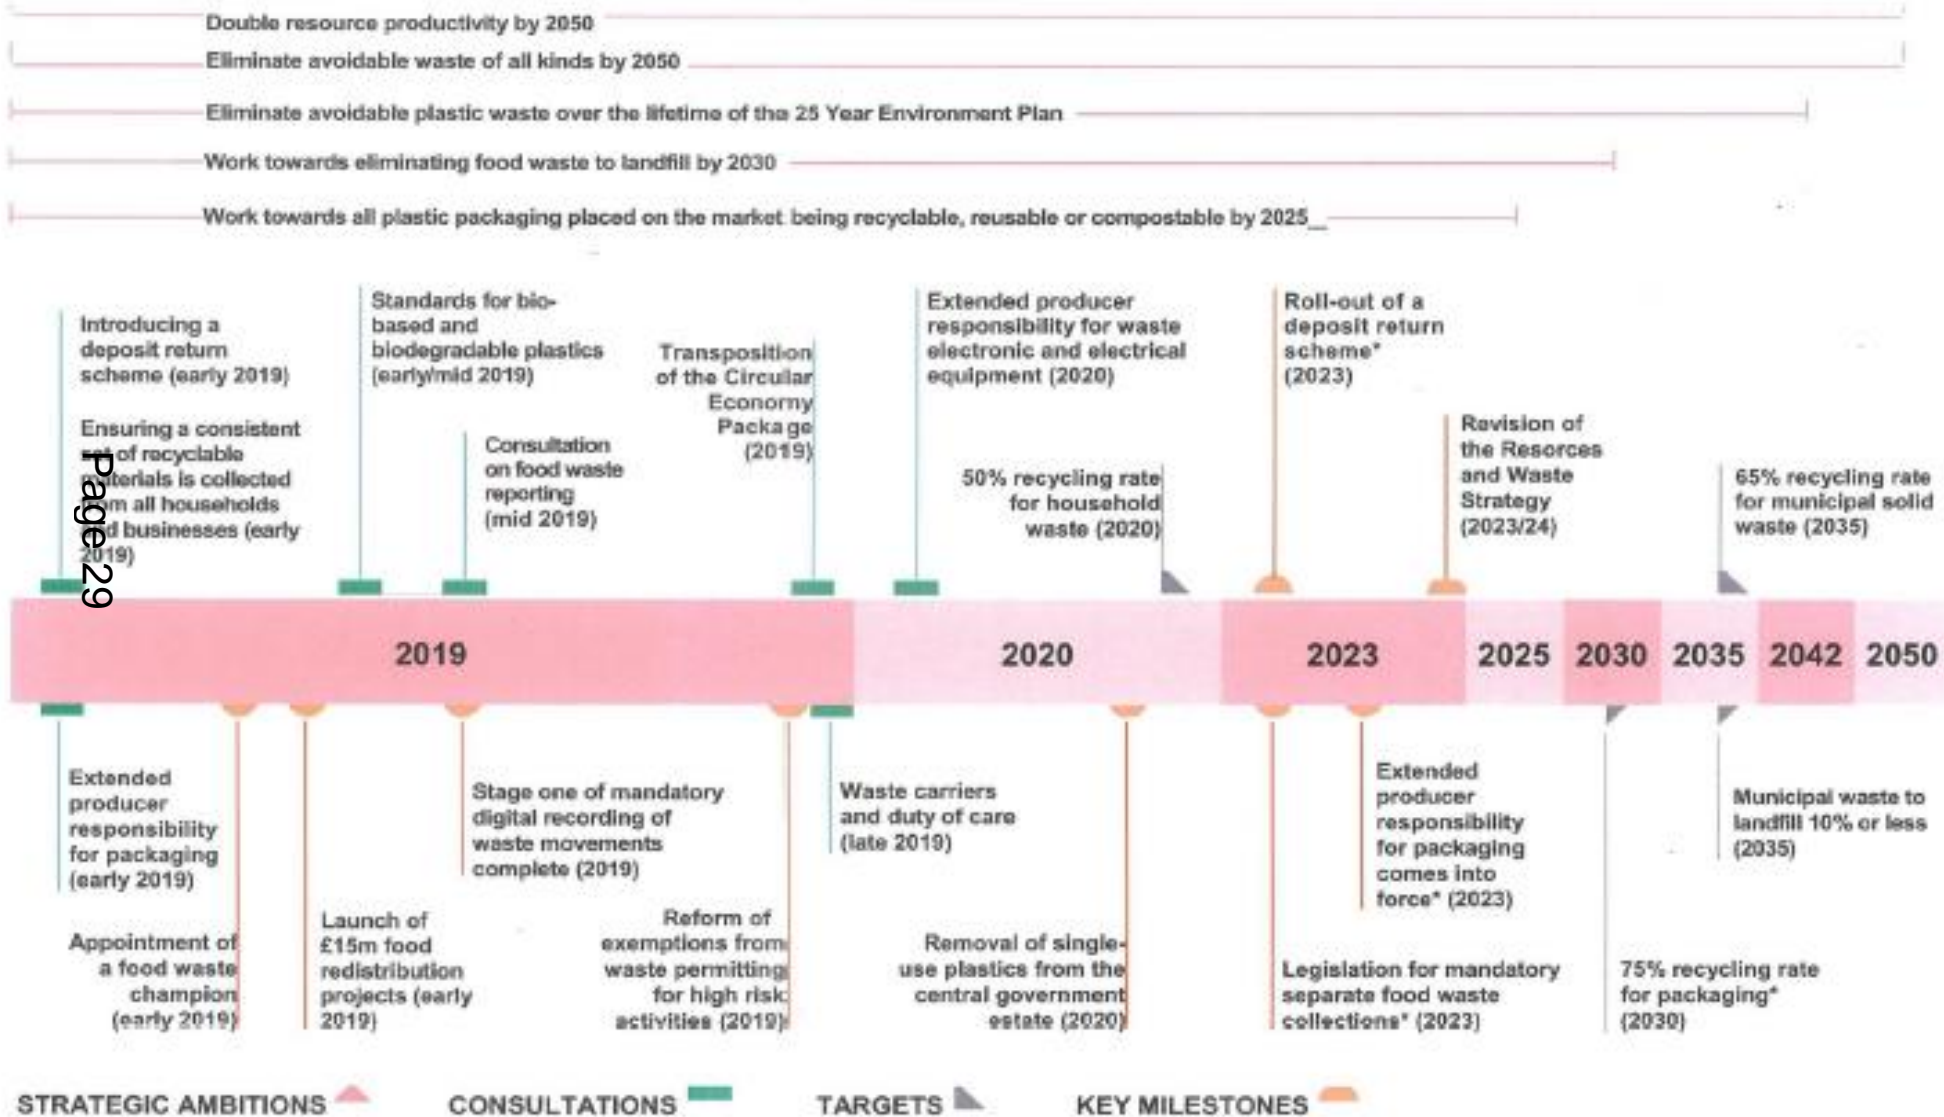 Double resource productivity by 2050
Eliminate avoidable waste of all kinds by 2050
Eliminate avoidable plastic waste over the lifetime of the 25 Year Environment Plan
Work towards eliminating food waste to landfill by 2030
Work towards all plastic packaging placed on the market being recyclable, reusable or compostable by 2025_
Introducing a
deposit return
scheme (early 2019)
Ensuring a consistent
set of recyclable
materials is collected
from all households
and businesses (early
2019)
Page 29
Standards for bio-
based and
biodegradable plastics
(early/mid 2019)
Consultation
on food waste
reporting
(mid 2019)
Transposition
of the Circular
Economy
Package
(2019)
Extended producer
responsibility for waste
electronic and electrical
equipment (2020)
50% recycling rate
for household
waste (2020)
Roll-out of a
deposit return
scheme*
(2023)
Revision of
the Resorces
and Waste
Strategy
(2023/24)
65% recycling rate
for municipal solid
waste (2035)
2019 2020 2023 2025 2030 2035 2042 2050
Extended
producer
responsibility
for packaging
(early 2019)
Appointment of
a food waste
champion
(early 2019)
Launch of
£15m food
redistribution
projects (early
2019)
Stage one of mandatory
digital recording of
waste movements
complete (2019)
Reform of
exemptions from
waste permitting
for high risk
activities (2019)
Waste carriers
and duty of care
(late 2019)
Removal of single-
use plastics from the
central government
estate (2020)
Legislation for mandatory
separate food waste
collections* (2023)
Extended
producer
responsibility
for packaging
comes into
force* (2023)
75% recycling rate
for packaging*
(2030)
Municipal waste to
landfill 10% or less
(2035)
STRATEGIC AMBITIONS CONSULTATIONS TARGETS KEY MILESTONES